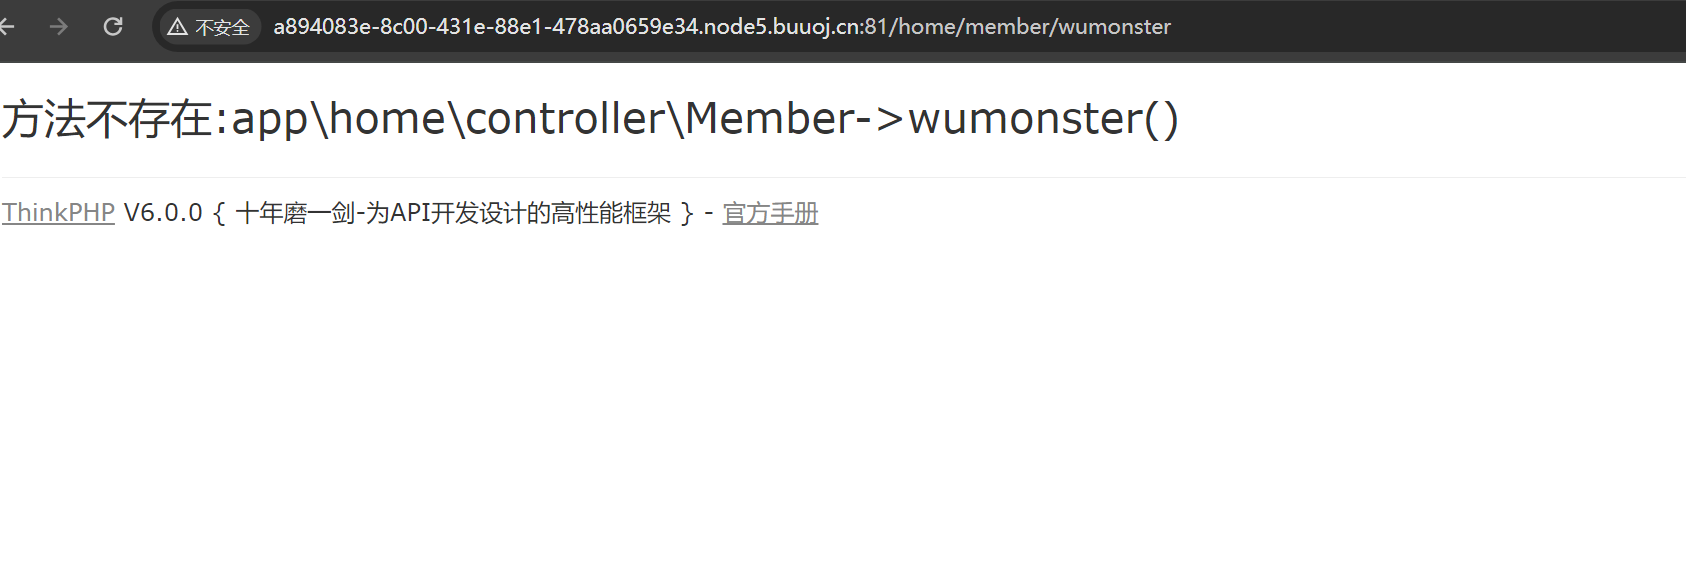 不安全 a894083e-8c00-431e-88e1-478aa0659e34.node5.buuoj.cn:81/home/member/wumonster
方法不存在:app\home\controller\Member->wumonster()
ThinkPHP V6.0.0 { 十年磨一剑-为API开发设计的高性能框架 } - 官方手册